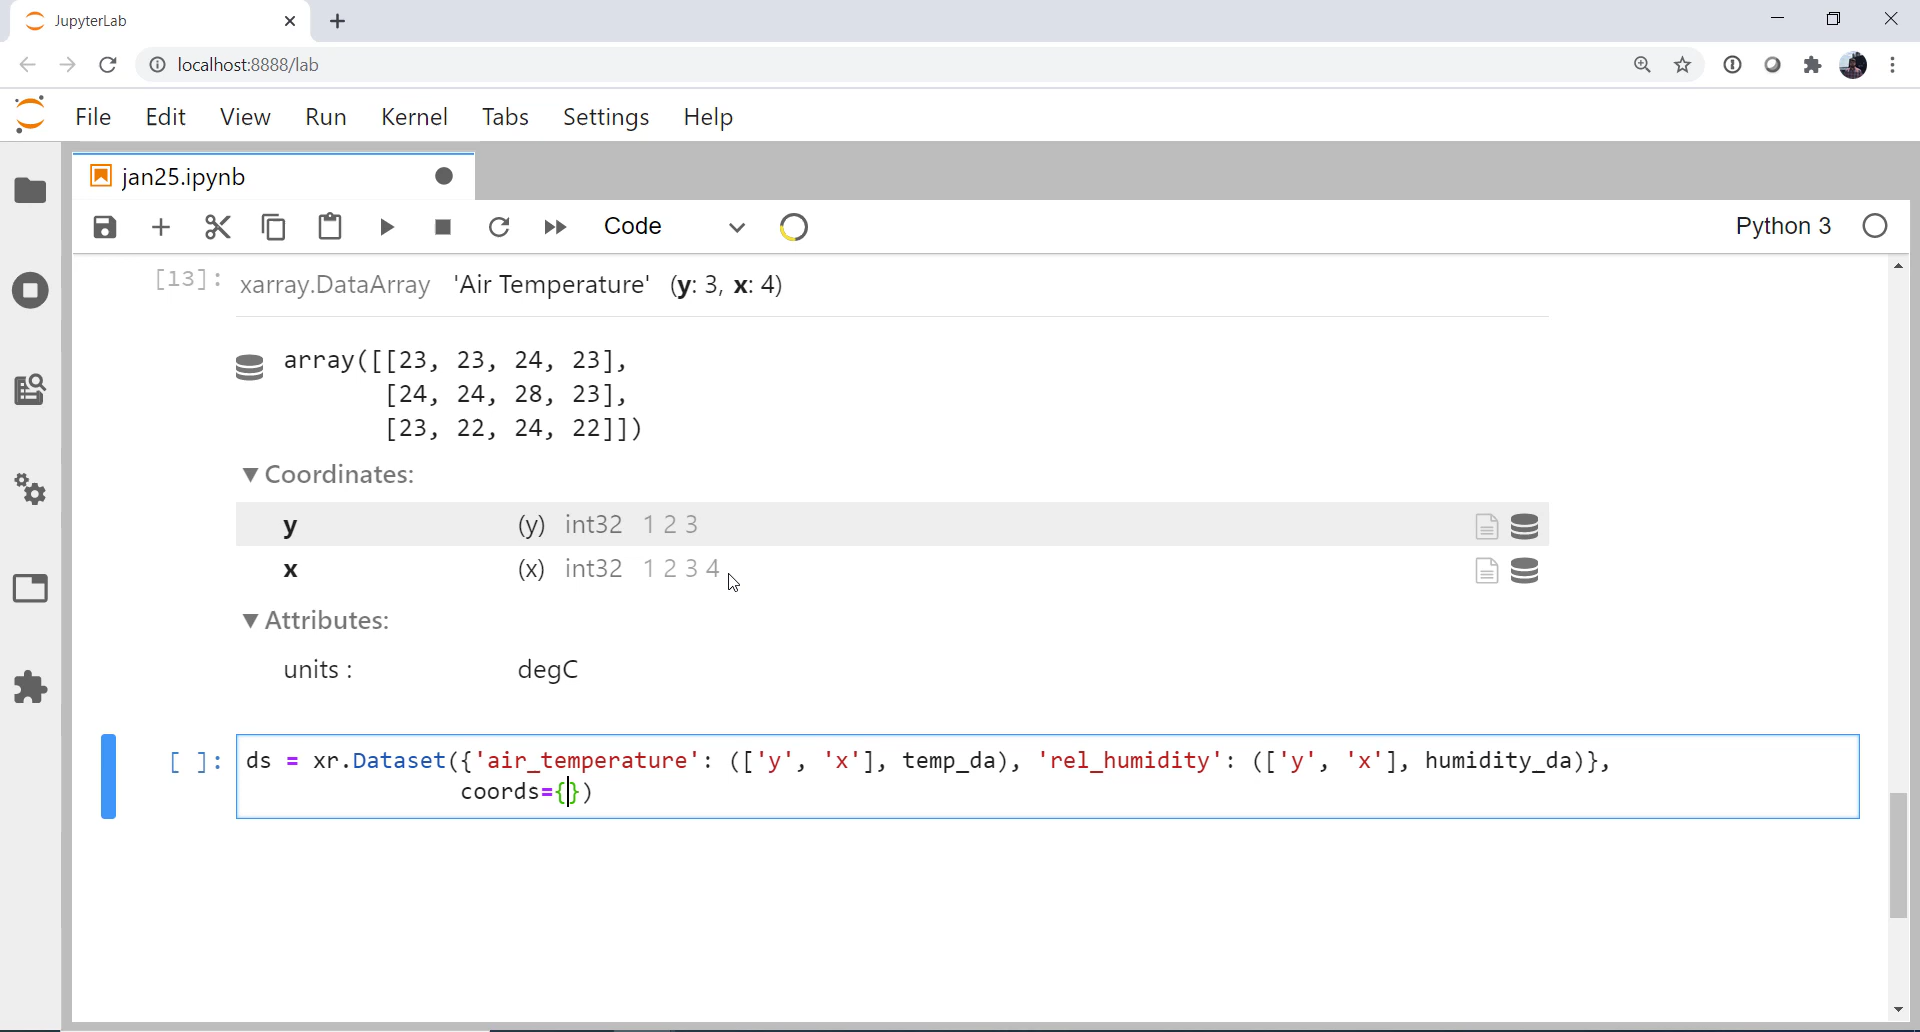 JupyterLab
localhost:8888/lab
File Edit View Run Kernel Tabs Settings Help
jan25.ipynb
Code Python 3
[13]: xarray.DataArray 'Air Temperature' (y: 3, x: 4)
array([[23, 23, 24, 23],
[24, 24, 28, 23],
[23, 22, 24, 22]])
Coordinates:
y (y) int32 1 2 3
x (x) int32 1 2 3 4
Attributes:
units : degC
[ ]: ds = xr.Dataset({'air_temperature': (['y', 'x'], temp_da), 'rel_humidity': (['y', 'x'], humidity_da)},
coords={})